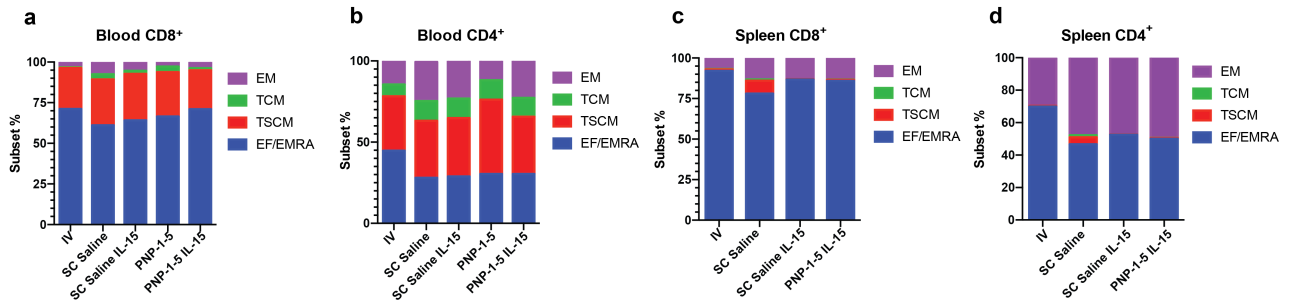 a
Blood CD8+
Subset %
100
75
50
25
0
IV
SC Saline
SC Saline IL-15
PNP-1-5
PNP-1-5 IL-15
EM
TCM
TSCM
EF/EMRA
b
Blood CD4+
Subset %
100
50
0
IV
SC Saline
SC Saline IL-15
PNP-1-5
PNP-1-5 IL-15
EM
TCM
TSCM
EF/EMRA
c
Spleen CD8+
Subset %
100
75
50
25
0
IV
SC Saline
SC Saline IL-15
PNP-1-5 IL-15
EM
TCM
TSCM
EF/EMRA
d
Spleen CD4+
Subset %
100
80
60
40
20
0
IV
SC Saline
SC Saline IL-15
PNP-1-5 IL-15
EM
TCM
TSCM
EF/EMRA